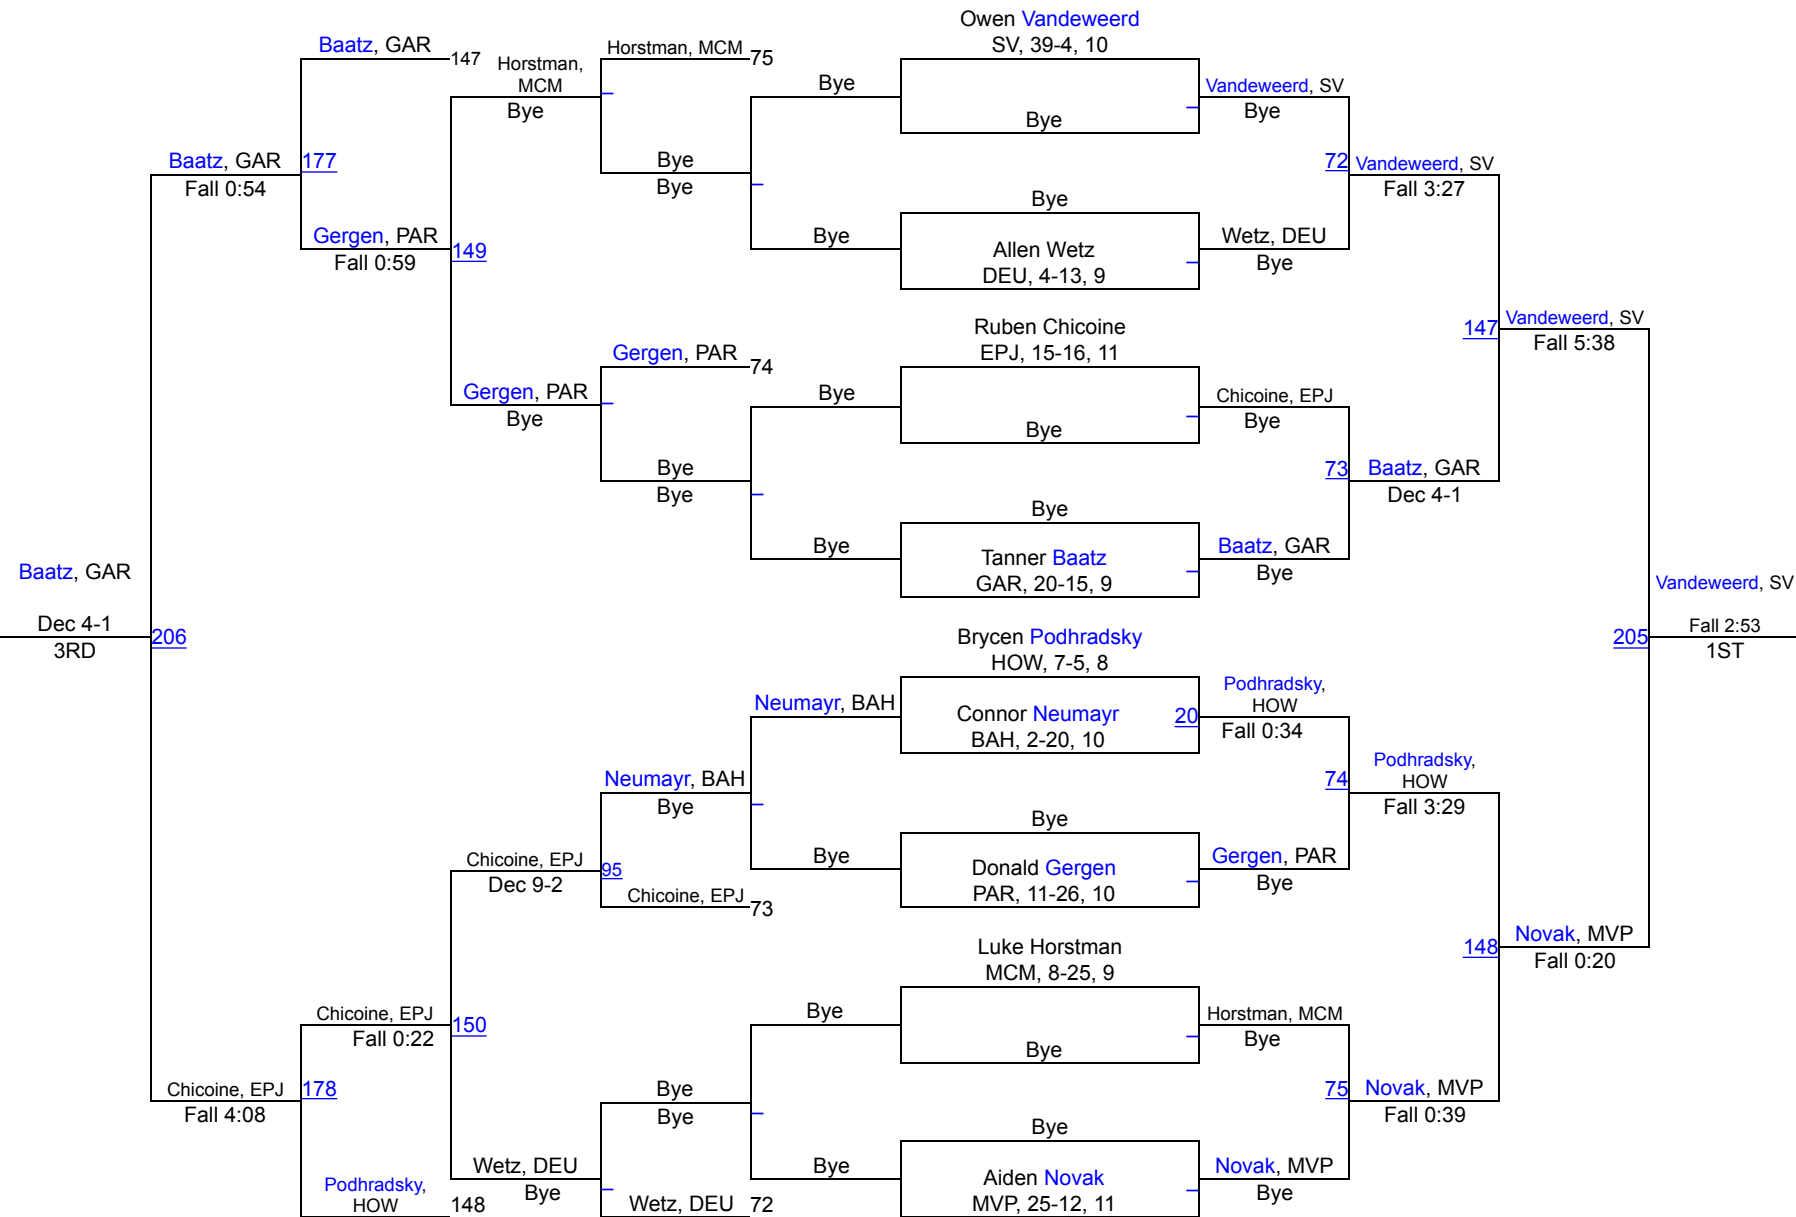 Owen Vandeweerd
SV, 39-4, 10
Baatz, GAR
147
Horstman,
MCM
Bye
Horstman, MCM
75
Bye
Bye
Vandeweerd, SV
Bye
Baatz, GAR
Fall 0:54
177
Bye
Bye
72
Vandeweerd, SV
Fall 3:27
Gergen, PAR
Fall 0:59
149
Bye
Bye
Allen Wetz
DEU, 4-13, 9
Wetz, DEU
Bye
Ruben Chicoine
EPJ, 15-16, 11
147
Vandeweerd, SV
Fall 5:38
Gergen, PAR
74
Gergen, PAR
Bye
Bye
Bye
Chicoine, EPJ
Bye
Bye
Bye
73
Baatz, GAR
Dec 4-1
Bye
Bye
Tanner Baatz
GAR, 20-15, 9
Baatz, GAR
Bye
Baatz, GAR
Dec 4-1
3RD
206
Vandeweerd, SV
205
Fall 2:53
1ST
Brycen Podhradsky
HOW, 7-5, 8
Neumayr, BAH
Connor Neumayr
BAH, 2-20, 10
20
Podhradsky,
HOW
Fall 0:34
Neumayr, BAH
Bye
74
Podhradsky,
HOW
Fall 3:29
Bye
Chicoine, EPJ
Dec 9-2
95
Bye
Donald Gergen
PAR, 11-26, 10
Gergen, PAR
Bye
Chicoine, EPJ
73
Luke Horstman
MCM, 8-25, 9
148
Novak, MVP
Fall 0:20
Chicoine, EPJ
Fall 0:22
150
Bye
Bye
Horstman, MCM
Bye
Chicoine, EPJ
Fall 4:08
178
Bye
Bye
75
Novak, MVP
Fall 0:39
Bye
Wetz, DEU
Bye
Bye
Aiden Novak
MVP, 25-12, 11
Novak, MVP
Bye
Podhradsky,
HOW
148
Wetz, DEU
72